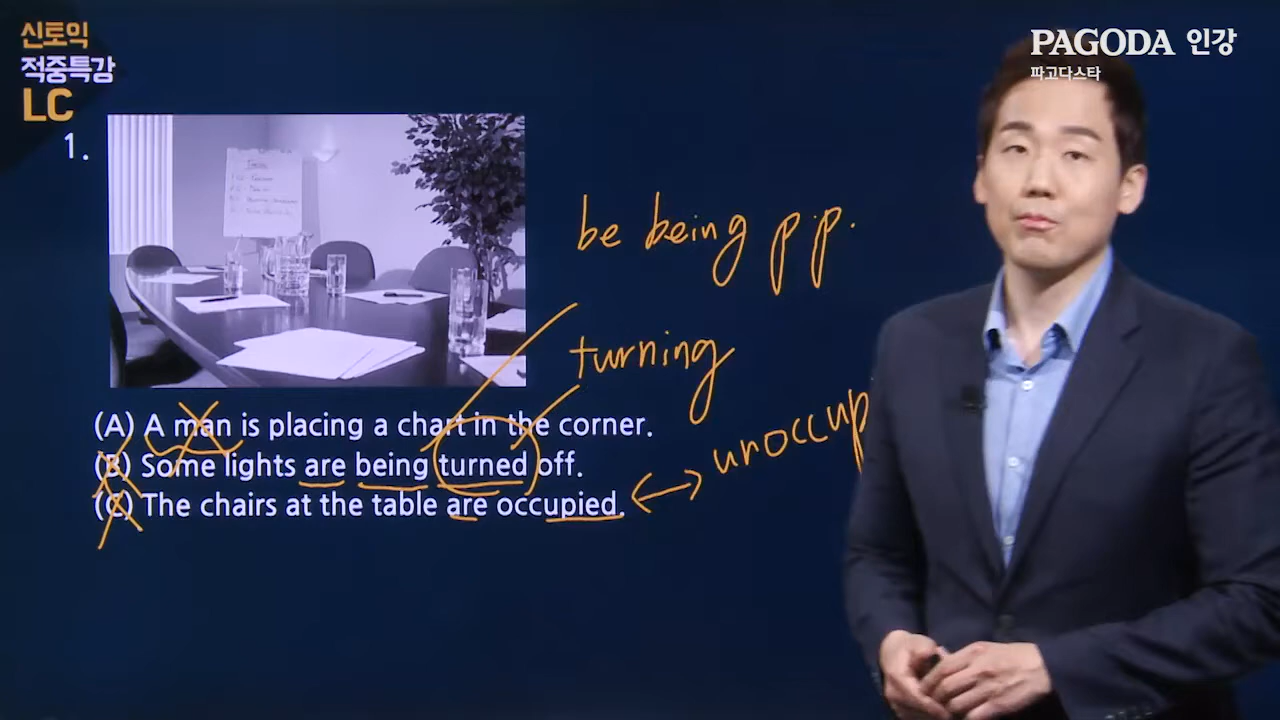 신토익
적중특강
LC
PAGODA 인강
파고다스타
1.
be being p.p.
turning
(A) A man is placing a chart in the corner.
(B) Some lights are being turned off.
(C) The chairs at the table are occupied.
unoccup